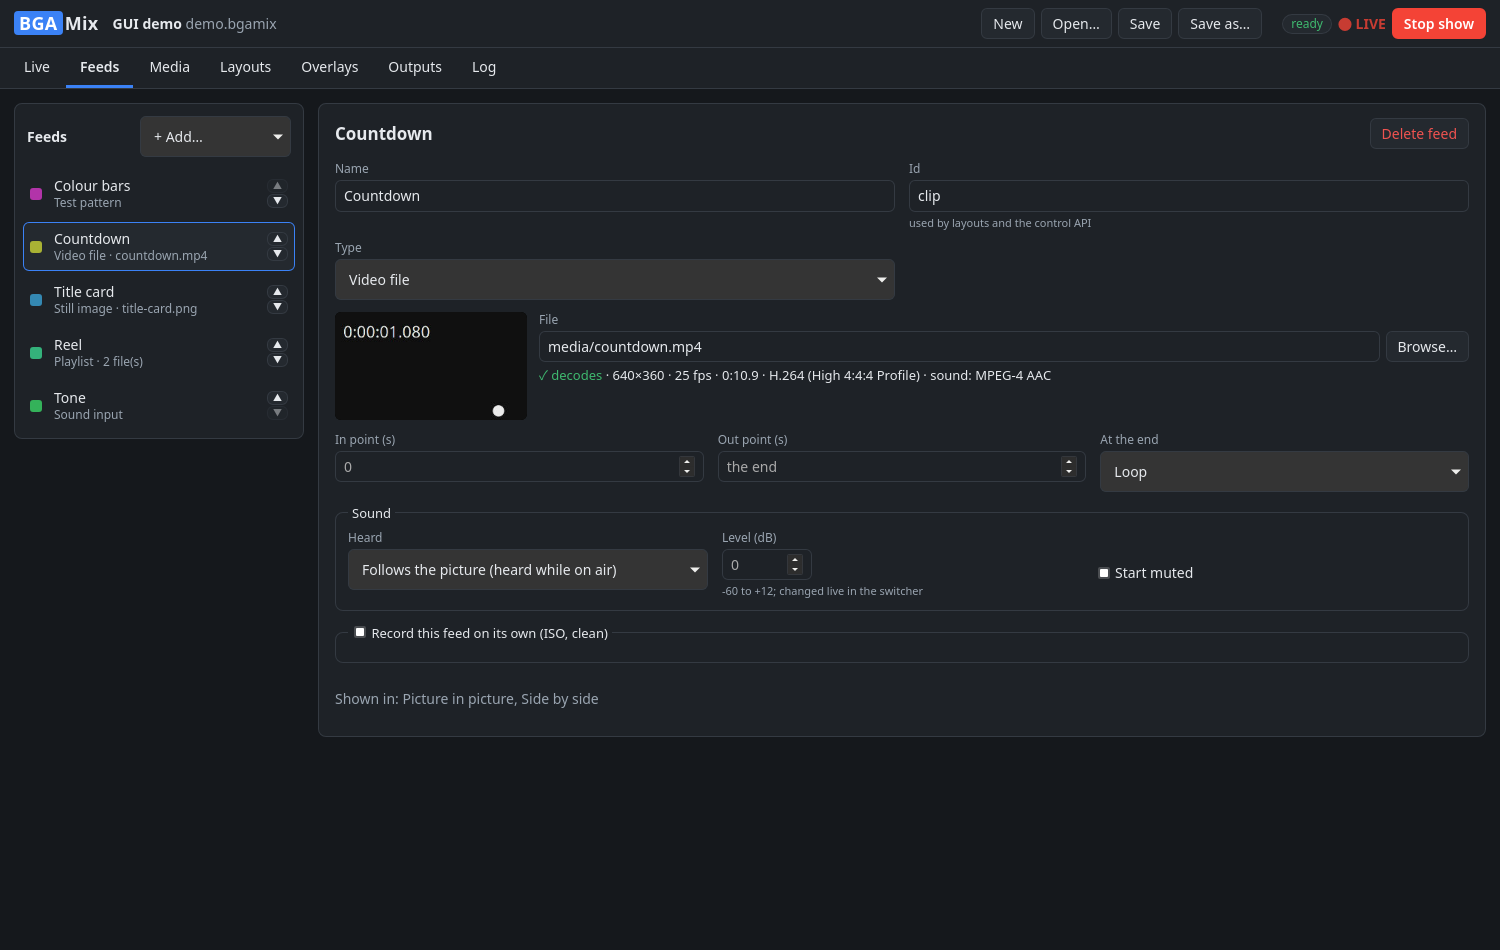 BGA Mix GUI demo demo.bgamix New Open... Save Save as... ready LIVE Stop show
Live Feeds Media Layouts Overlays Outputs Log
Feeds + Add...
Colour bars
Test pattern
Countdown
Video file · countdown.mp4
Title card
Still image · title-card.png
Reel
Playlist · 2 file(s)
Tone
Sound input
Countdown Delete feed
Name Id
Countdown clip
used by layouts and the control API
Type
Video file
0:00:01.080
File
media/countdown.mp4 Browse...
✓ decodes · 640×360 · 25 fps · 0:10.9 · H.264 (High 4:4:4 Profile) · sound: MPEG-4 AAC
In point (s) Out point (s) At the end
0 the end Loop
Sound
Heard Level (dB)
Follows the picture (heard while on air) 0 Start muted
-60 to +12; changed live in the switcher
Record this feed on its own (ISO, clean)
Shown in: Picture in picture, Side by side